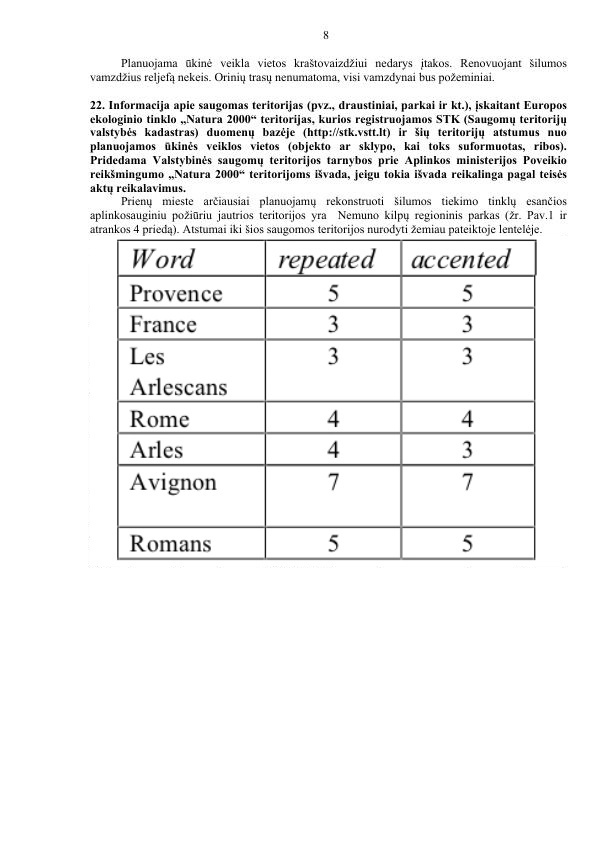 8
Planuojama ūkinė veikla vietos kraštovaizdžiui nedarys įtakos. Renovuojant šilumos
vamzdžius reljefą nekeis. Orinių trasų nenumatoma, visi vamzdynai bus požeminiai.
22. Informacija apie saugomas teritorijas (pvz., draustiniai, parkai ir kt.), įskaitant Europos
ekologinio tinklo „Natura 2000“ teritorijas, kurios registruojamos STK (Saugomų teritorijų
valstybės kadastras) duomenų bazėje (http://stk.vstt.lt) ir šių teritorijų atstumus nuo
planuojamos ūkinės veiklos vietos (objekto ar sklypo, kai toks suformuotas, ribos).
Pridedama Valstybinės saugomų teritorijos tarnybos prie Aplinkos ministerijos Poveikio
reikšmingumo „Natura 2000“ teritorijoms išvada, jeigu tokia išvada reikalinga pagal teisės
aktų reikalavimus.
Prienų mieste arčiausiai planuojamų rekonstruoti šilumos tiekimo tinklų esančios
aplinkosauginiu požiūriu jautrios teritorijos yra Nemuno kilpų regioninis parkas (žr. Pav.1 ir
atrankos 4 priedą). Atstumai iki šios saugomos teritorijos nurodyti žemiau pateiktoje lentelėje.
Word repeated accented
Provence 5 5
France 3 3
Les 3 3
Arlescans
Rome 4 4
Arles 4 3
Avignon 7 7
Romans 5 5